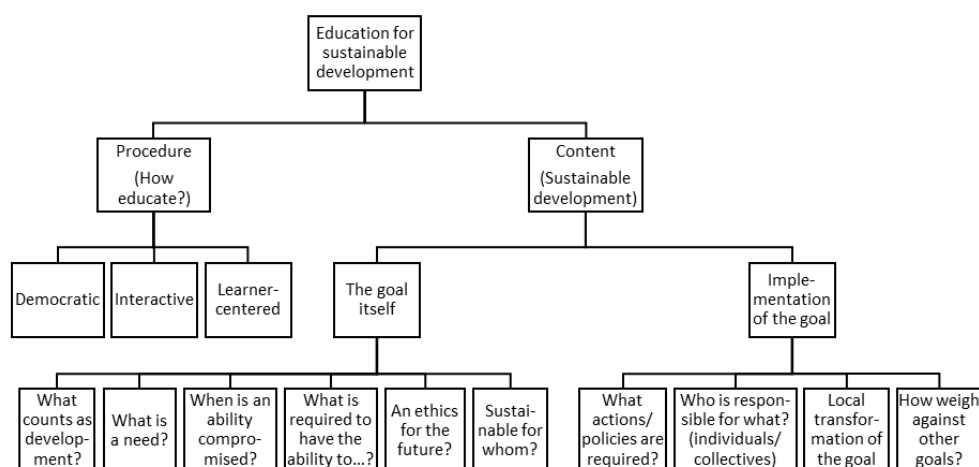 Education for
sustainable
development
Procedure
(How
educate?)
Content
(Sustainable
development)
Democratic
Interactive
Learner-
centered
The goal
itself
Imple-
mentation
of the goal
What
counts as
develop-
ment?
What is
a need?
When is an
ability
compro-
mised?
What is
required to
have the
ability to...?
An ethics
for the
future?
Sustai-
nable for
whom?
What
actions/
policies are
required?
Who is respon-
sible for what?
(individuals/
collectives)
Local
transfor-
mation of
the goal
How weigh
against
other
goals?